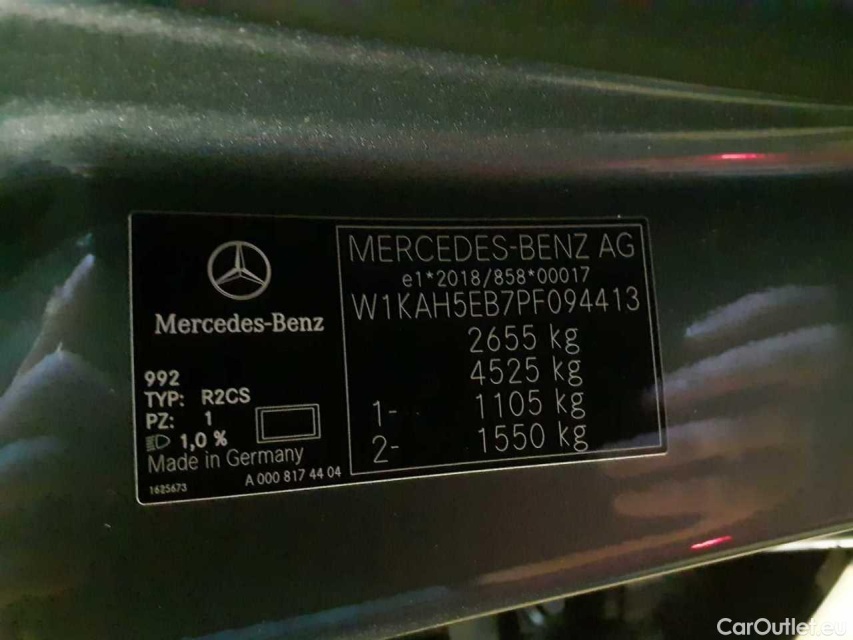 Mercedes-Benz
992
TYP: R2CS
PZ: 1
1,0 %
Made in Germany
1625673
A 000 817 44 04
MERCEDES-BENZ AG
e1*2018/858*00017
W1KAH5EB7PF094413
2655 kg
4525 kg
1- 1105 kg
2- 1550 kg
CarOutlet.eu